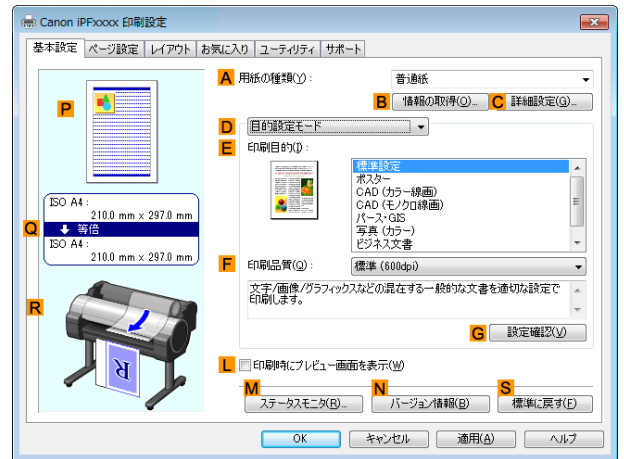 Canon iPFxxxx 印刷設定
基本設定 ページ設定 レイアウト お気に入り ユーティリティ サポート
A 用紙の種類(Y): 普通紙
B 情報の取得(O)... C 詳細設定(G)...
P
D 目的設定モード
E 印刷目的(I):
標準設定
ポスター
CAD (カラー線画)
CAD (モノクロ線画)
パース・GIS
写真 (カラー)
ビジネス文書
ISO A4:
210.0 mm x 297.0 mm
Q 等倍
ISO A4:
210.0 mm x 297.0 mm
F 印刷品質(Q): 標準 (600dpi)
文字/画像/グラフィックスなどの混在する一般的な文書を適切な設定で
印刷します。
R
G 設定確認(V)
R
L 印刷時にプレビュー画面を表示(W)
M N S
ステータスモニタ(R)... バージョン情報(B) 標準に戻す(F)
OK キャンセル 適用(A) ヘルプ